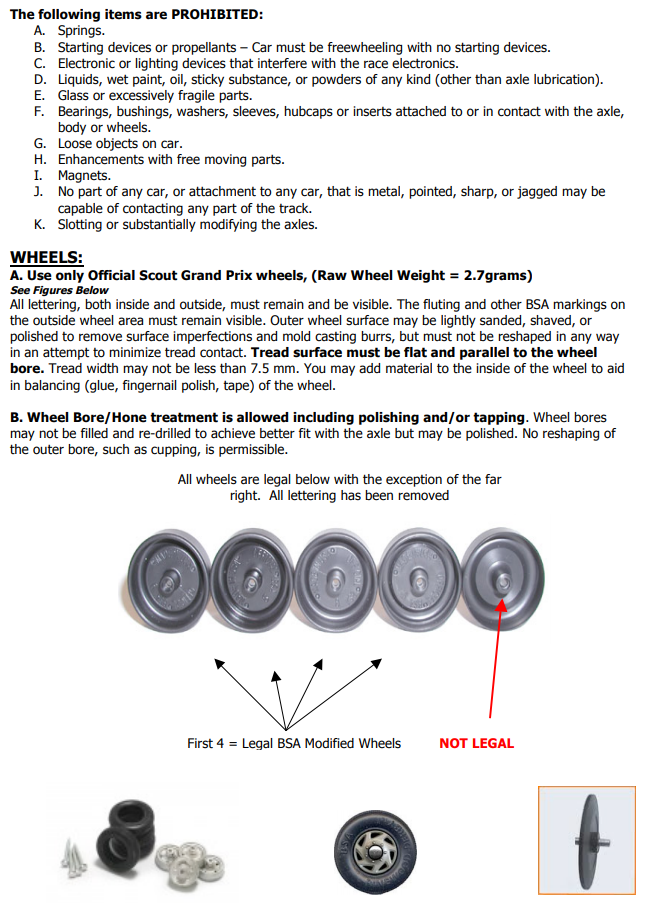 The following items are PROHIBITED:
A. Springs.
B. Starting devices or propellants – Car must be freewheeling with no starting devices.
C. Electronic or lighting devices that interfere with the race electronics.
D. Liquids, wet paint, oil, sticky substance, or powders of any kind (other than axle lubrication).
E. Glass or excessively fragile parts.
F. Bearings, bushings, washers, sleeves, hubcaps or inserts attached to or in contact with the axle,
body or wheels.
G. Loose objects on car.
H. Enhancements with free moving parts.
I. Magnets.
J. No part of any car, or attachment to any car, that is metal, pointed, sharp, or jagged may be
capable of contacting any part of the track.
K. Slotting or substantially modifying the axles.
WHEELS:
A. Use only Official Scout Grand Prix wheels, (Raw Wheel Weight = 2.7grams)
See Figures Below
All lettering, both inside and outside, must remain and be visible. The fluting and other BSA markings on
the outside wheel area must remain visible. Outer wheel surface may be lightly sanded, shaved, or
polished to remove surface imperfections and mold casting burrs, but must not be reshaped in any way
in an attempt to minimize tread contact. Tread surface must be flat and parallel to the wheel
bore. Tread width may not be less than 7.5 mm. You may add material to the inside of the wheel to aid
in balancing (glue, fingernail polish, tape) of the wheel.
B. Wheel Bore/Hone treatment is allowed including polishing and/or tapping. Wheel bores
may not be filled and re-drilled to achieve better fit with the axle but may be polished. No reshaping of
the outer bore, such as cupping, is permissible.
All wheels are legal below with the exception of the far
right. All lettering has been removed
First 4 = Legal BSA Modified Wheels
NOT LEGAL